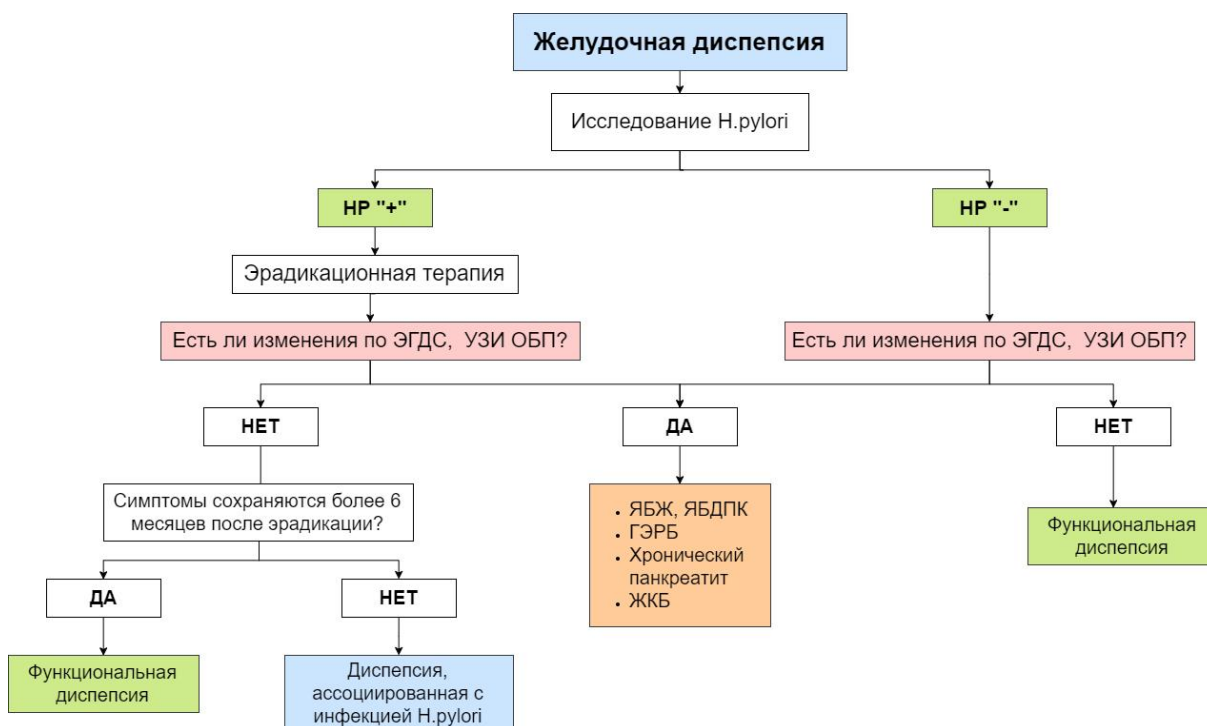 Желудочная диспепсия
Исследование H.pylori
HP "+"
HP "-"
Эрадикационная терапия
Есть ли изменения по ЭГДС, УЗИ ОБП?
Есть ли изменения по ЭГДС, УЗИ ОБП?
НЕТ
ДА
НЕТ
Симптомы сохраняются более 6
месяцев после эрадикации?
• ЯБЖ, ЯБДПК
• ГЭРБ
• Хронический
панкреатит
• ЖКБ
Функциональная
диспепсия
ДА
НЕТ
Функциональная
диспепсия
Диспепсия,
ассоциированная с
инфекцией H.pylori